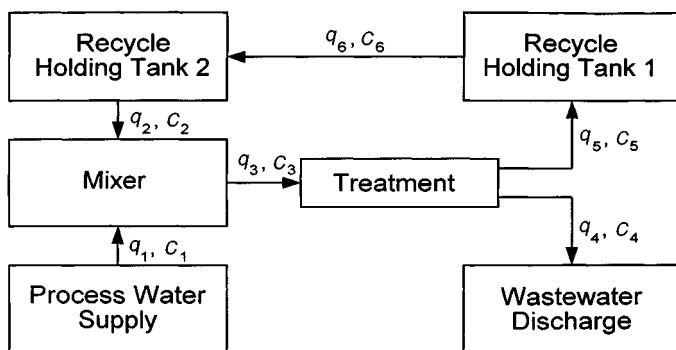 Recycle
Holding Tank 2
q6, C6
Recycle
Holding Tank 1
q2, C2
q5, C5
Mixer
q3, C3
Treatment
q1, C1
q4, C4
Process Water
Supply
Wastewater
Discharge